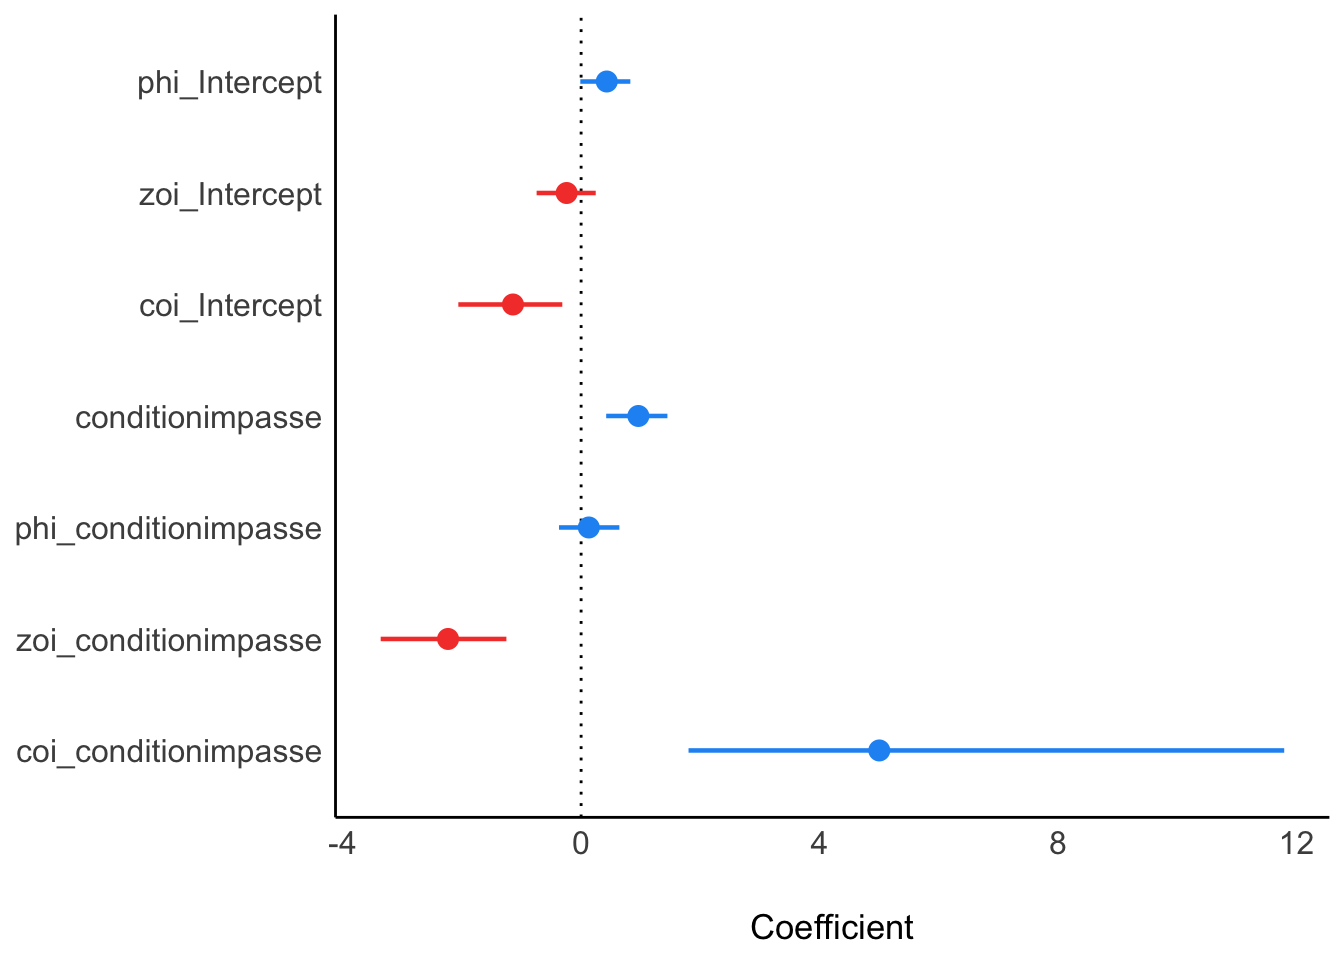 phi_Intercept
zoi_Intercept
coi_Intercept
conditionimpasse
phi_conditionimpasse
zoi_conditionimpasse
coi_conditionimpasse
-4 0 4 8 12
Coefficient